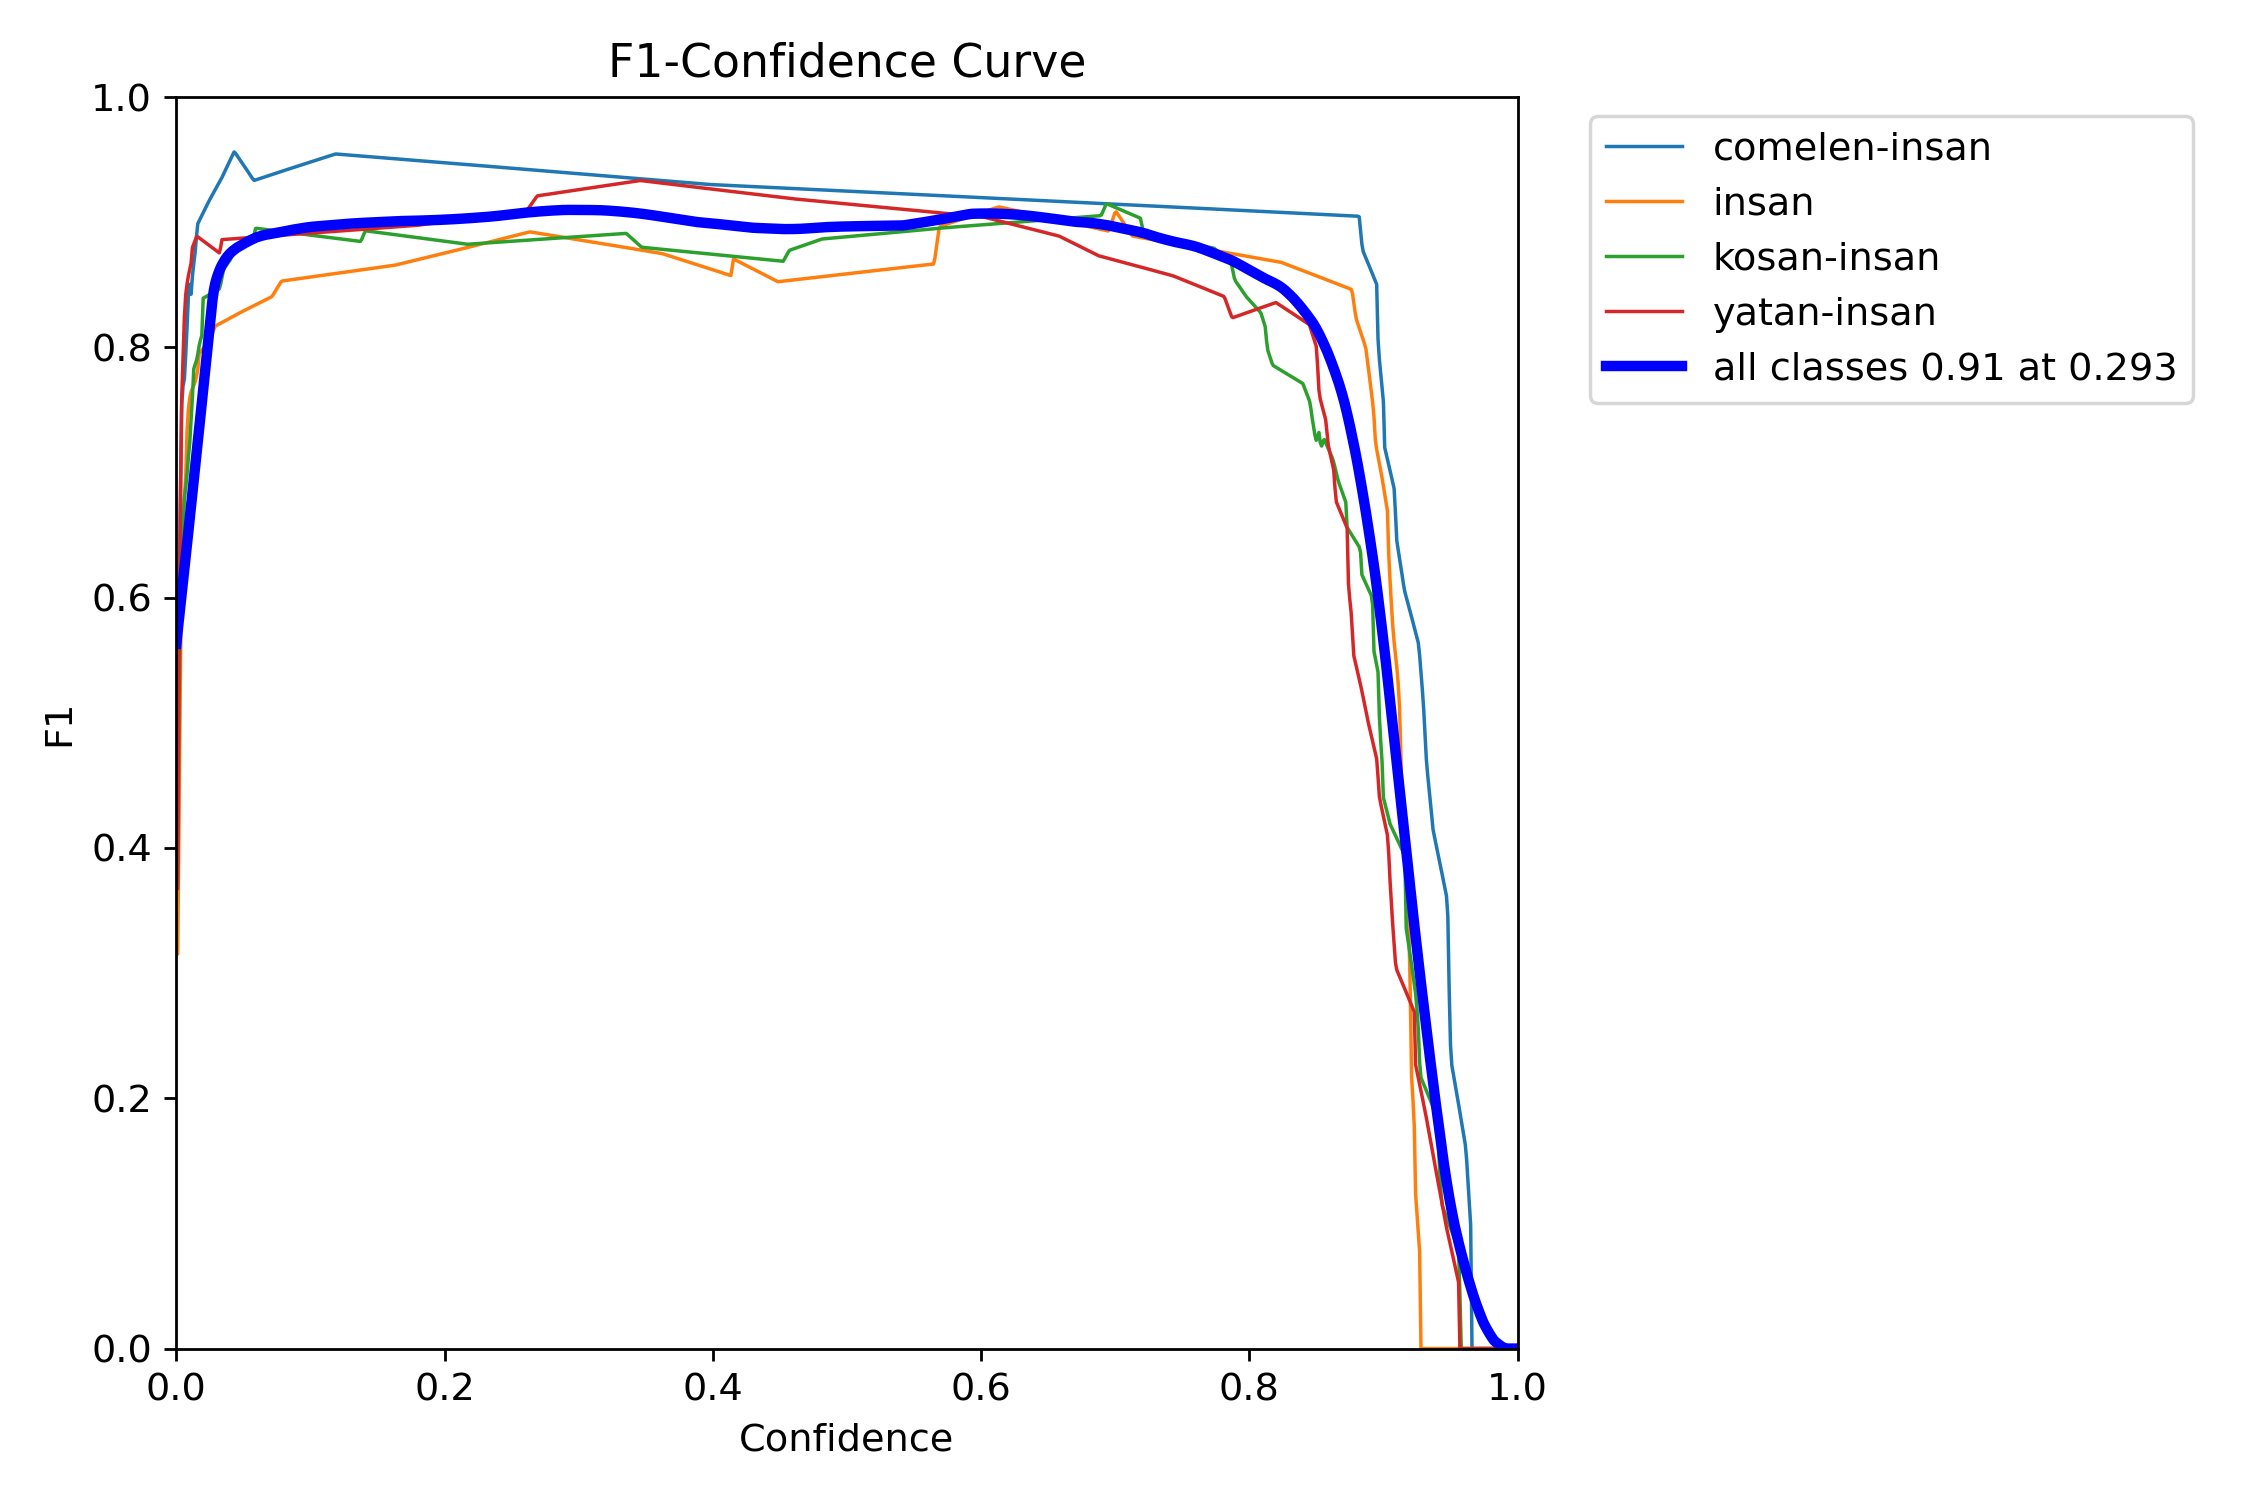 F1-Confidence Curve
1.0
0.8
0.6
0.4
0.2
0.0
F1
0.0 0.2 0.4 0.6 0.8 1.0
Confidence
comelen-insan
insan
kosan-insan
yatan-insan
all classes 0.91 at 0.293